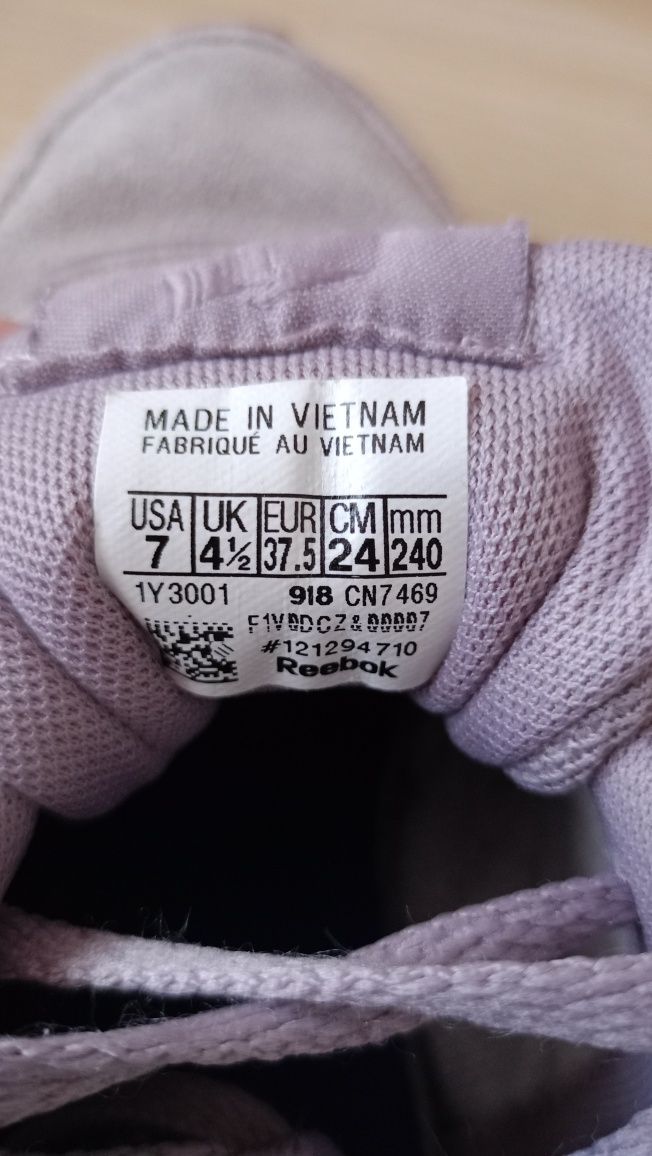 MADE IN VIETNAM
FABRIQUÉ AU VIETNAM
USA UK EUR CM mm
7 4½ 37.5 24 240
1Y3001 918 CN7469
#121294710
Reebok